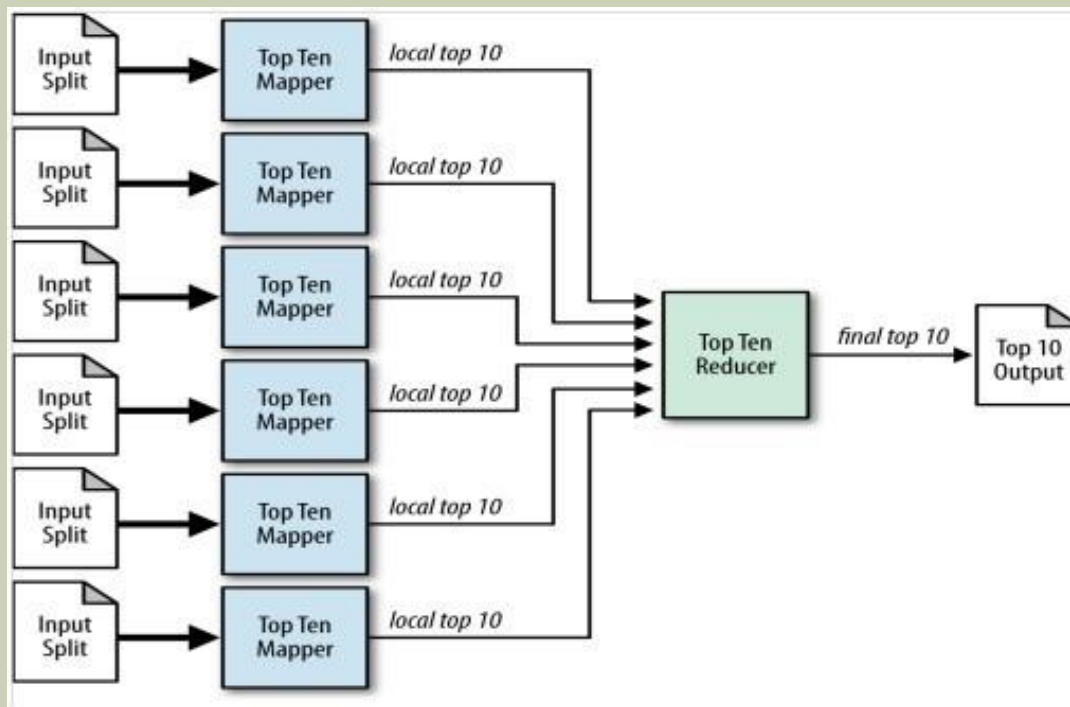 Input
Split
Top Ten
Mapper
local top 10
Input
Split
Top Ten
Mapper
local top 10
Input
Split
Top Ten
Mapper
local top 10
Input
Split
Top Ten
Mapper
local top 10
Input
Split
Top Ten
Mapper
local top 10
Input
Split
Top Ten
Mapper
local top 10
Top Ten
Reducer
final top 10
Top 10
Output